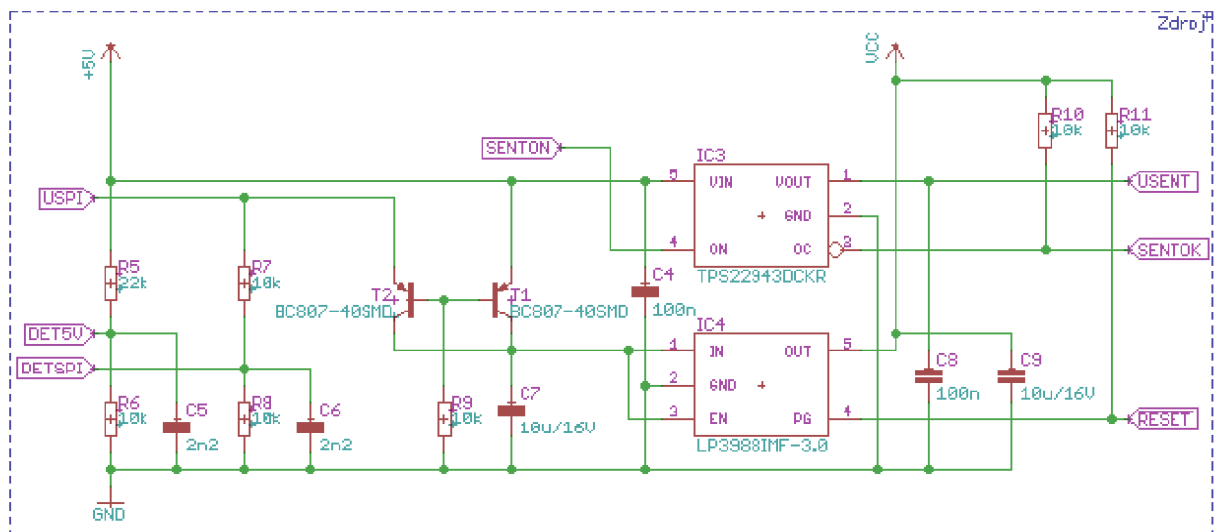 Zdroj
+5V
VCC
R10
10k
R11
10k
SENTON
IC3
5
VIN
VOUT
1
USENT
GND
2
4
ON
OC
3
SENTOK
TPS22943DCKR
USPI
R5
22k
R7
10k
T2
BC807-40SMD
T1
BC807-40SMD
C4
100n
IC4
1
IN
OUT
5
2
GND
3
EN
PG
4
RESET
LP3988IMF-3.0
DET5V
DETSPI
R6
10k
C5
2n2
R8
10k
C6
2n2
R9
10k
C7
10u/16V
C8
100n
C9
10u/16V
GND